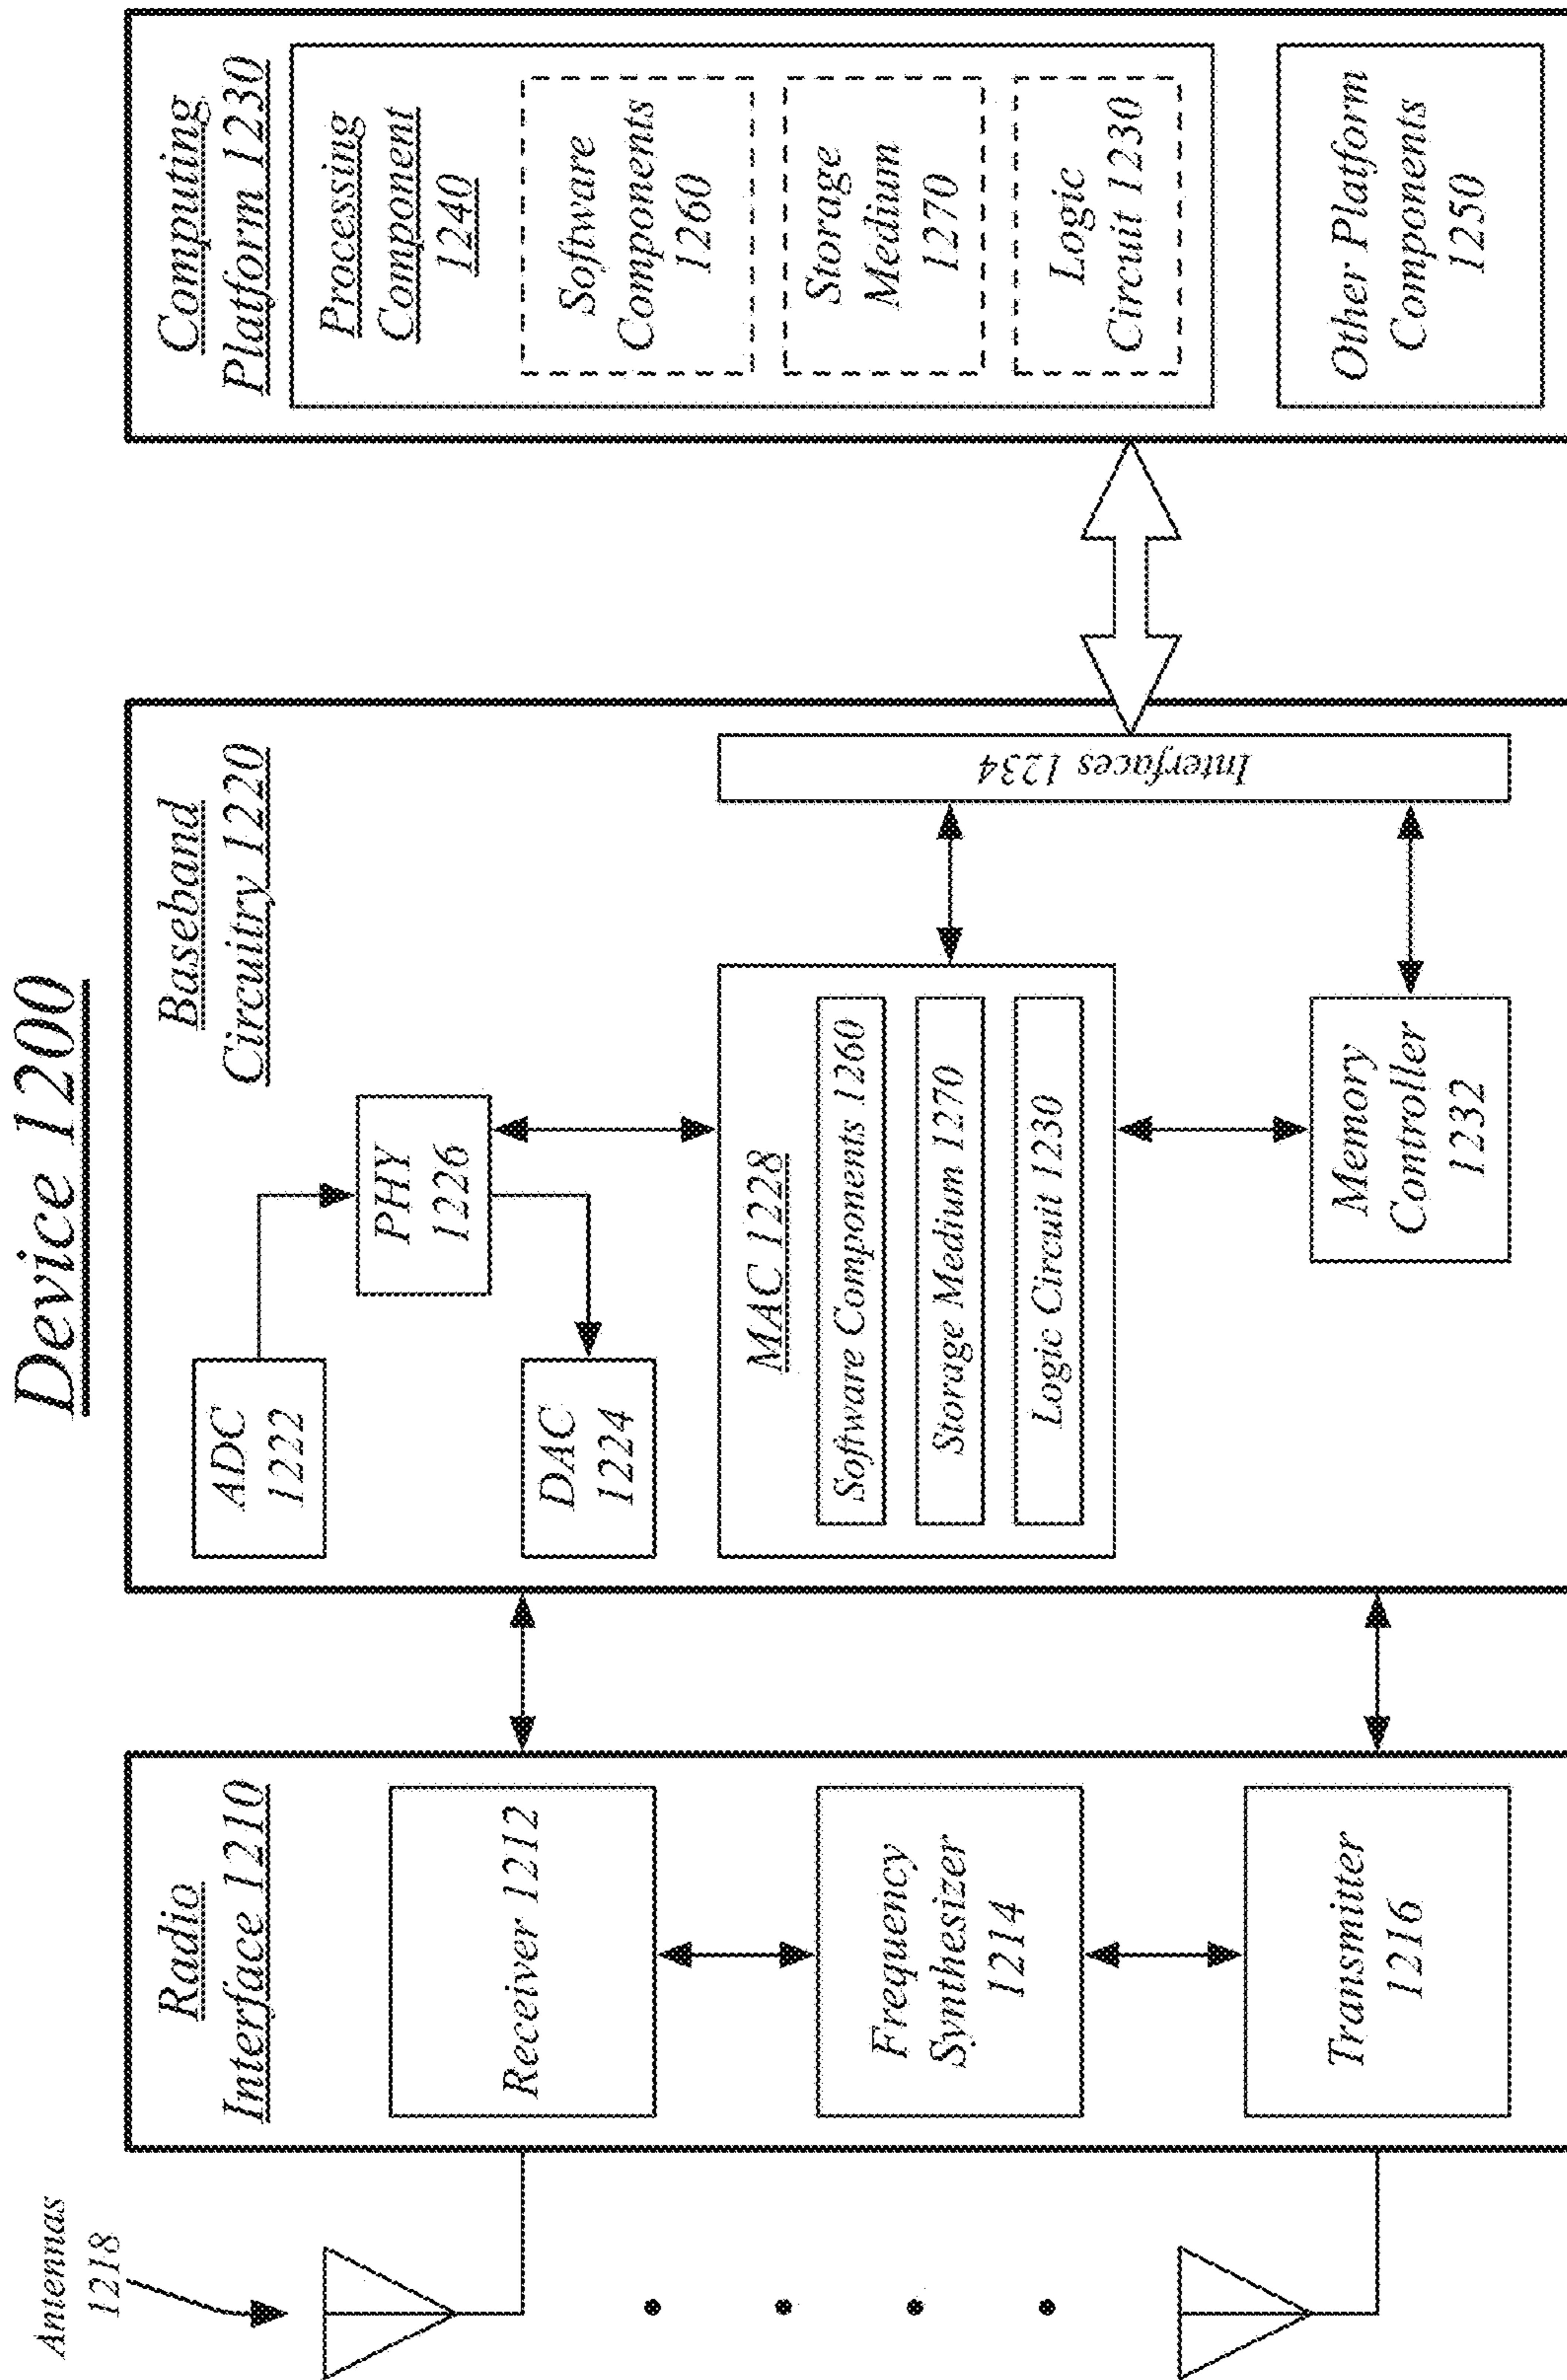 Device 1200
Antennas
1218
Radio
Interface 1210
Receiver 1212
Frequency
Synthesizer
1214
Transmitter
1216
Baseband
Circuitry 1220
ADC
1222
PHY
1226
DAC
1224
MAC 1228
Software Components 1260
Storage Medium 1270
Logic Circuit 1230
Memory
Controller
1232
Interfaces 1234
Computing
Platform 1230
Processing
Component
1240
Software
Components
1260
Storage
Medium
1270
Logic
Circuit 1230
Other Platform
Components
1250